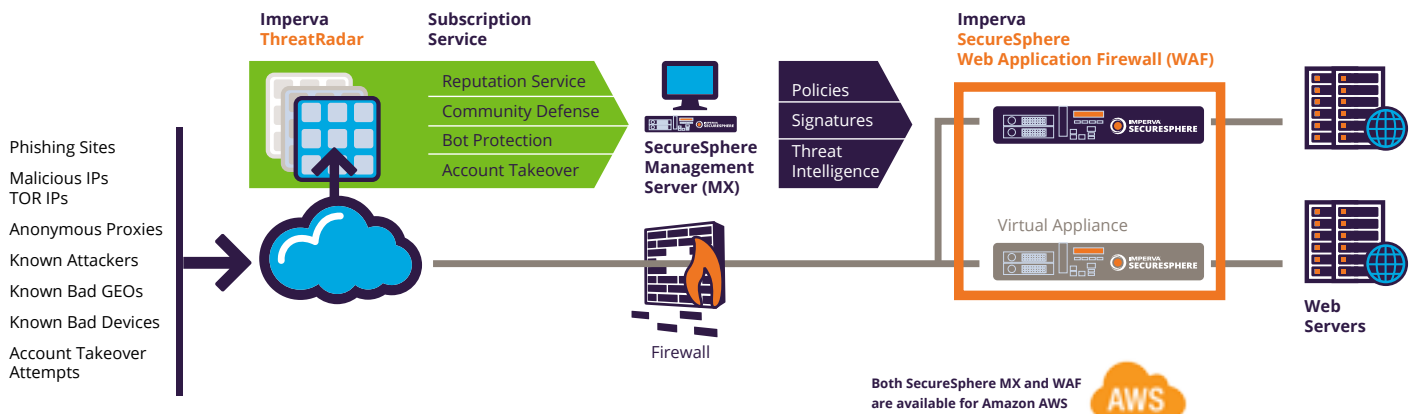 Imperva
ThreatRadar
Subscription
Service
Imperva
SecureSphere
Web Application Firewall (WAF)
Reputation Service
Community Defense
Bot Protection
Account Takeover
IMPERVA
SECURESPHERE
SecureSphere
Management
Server (MX)
Policies
Signatures
Threat
Intelligence
IMPERVA
SECURESPHERE
Virtual Appliance
IMPERVA
SECURESPHERE
Phishing Sites
Malicious IPs
TOR IPs
Anonymous Proxies
Known Attackers
Known Bad GEOs
Known Bad Devices
Account Takeover
Attempts
Firewall
Web
Servers
Both SecureSphere MX and WAF
are available for Amazon AWS
AWS